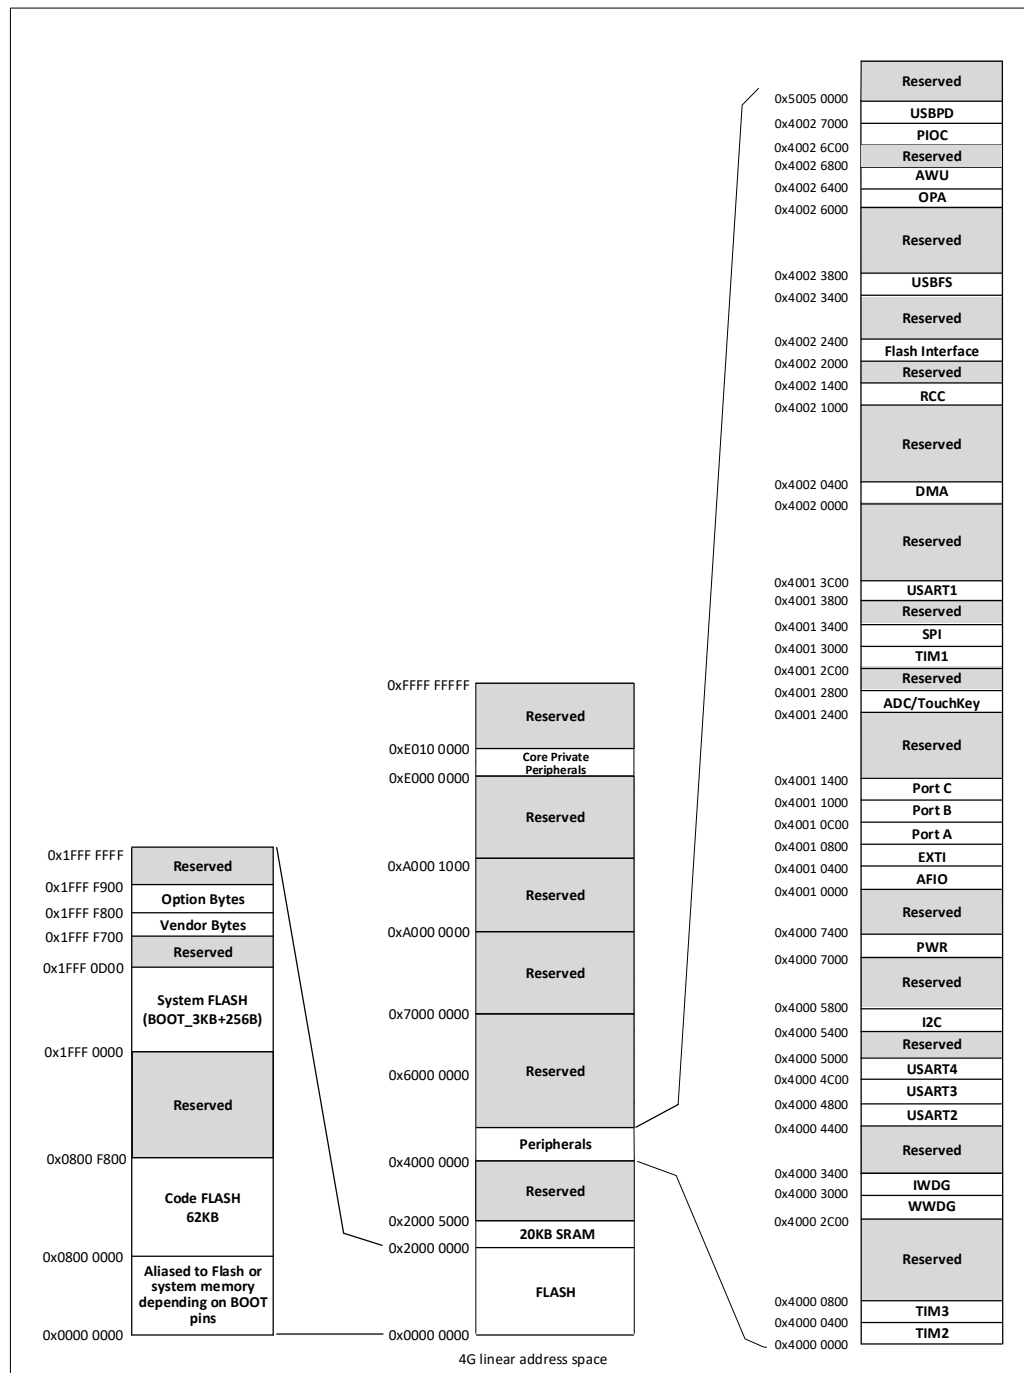 0x1FFF FFFF
Reserved
0x1FFF F900
Option Bytes
0x1FFF F800
Vendor Bytes
0x1FFF F700
Reserved
0x1FFF 0D00
System FLASH
(BOOT_3KB+256B)
0x1FFF 0000
Reserved
0x0800 F800
Code FLASH
62KB
0x0800 0000
Aliased to Flash or
system memory
depending on BOOT
pins
0x0000 0000
0xFFFF FFFFF
Reserved
0xE010 0000
Core Private
Peripherals
0xE000 0000
Reserved
0xA000 1000
Reserved
0xA000 0000
Reserved
0x7000 0000
Reserved
0x6000 0000
Peripherals
0x4000 0000
Reserved
0x2000 5000
20KB SRAM
0x2000 0000
FLASH
0x0000 0000
4G linear address space
Reserved
0x5005 0000
USBPD
0x4002 7000
PIOC
0x4002 6C00
Reserved
0x4002 6800
AWU
0x4002 6400
OPA
0x4002 6000
Reserved
0x4002 3800
USBFS
0x4002 3400
Reserved
0x4002 2400
Flash Interface
0x4002 2000
Reserved
0x4002 1400
RCC
0x4002 1000
Reserved
0x4002 0400
DMA
0x4002 0000
Reserved
0x4001 3C00
USART1
0x4001 3800
Reserved
0x4001 3400
SPI
0x4001 3000
TIM1
0x4001 2C00
Reserved
0x4001 2800
ADC/TouchKey
0x4001 2400
Reserved
0x4001 1400
Port C
0x4001 1000
Port B
0x4001 0C00
Port A
0x4001 0800
EXTI
0x4001 0400
AFIO
0x4001 0000
Reserved
0x4000 7400
PWR
0x4000 7000
Reserved
0x4000 5800
I2C
0x4000 5400
Reserved
0x4000 5000
USART4
0x4000 4C00
USART3
0x4000 4800
USART2
0x4000 4400
Reserved
0x4000 3400
IWDG
0x4000 3000
WWDG
0x4000 2C00
Reserved
0x4000 0800
TIM3
0x4000 0400
TIM2
0x4000 0000